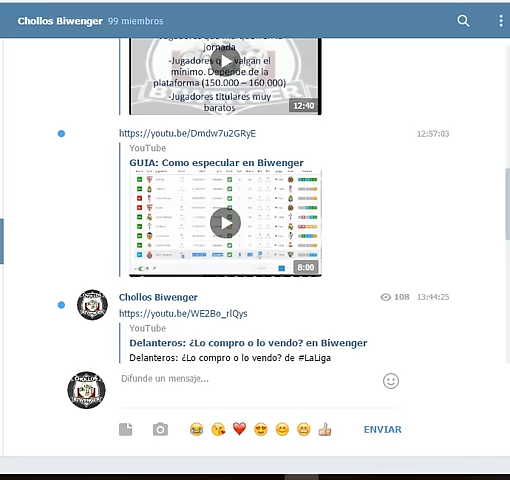 Chollos Biwenger 99 miembros
jornada
-Jugadores que valgan el
mínimo. Depende de la
plataforma (150.000 – 160.000)
-Jugadores titulares muy
baratos
12:40
https://youtu.be/Dmdw7u2GRyE 12:57:03
YouTube
GUIA: Como especular en Biwenger
8:00
Chollos Biwenger 108 13:44:25
https://youtu.be/WE2Bo_rlQys
YouTube
Delanteros: ¿Lo compro o lo vendo? en Biwenger
Delanteros: ¿Lo compro o lo vendo? de #LaLiga
CHOLLOS
BIWENGER
Difunde un mensaje...
ENVIAR